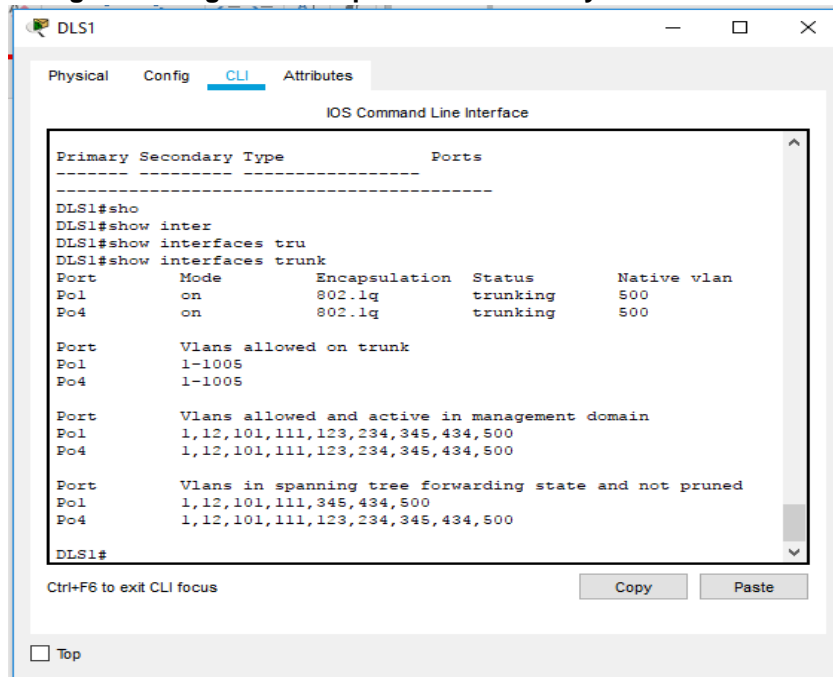 DLS1
Physical Config CLI Attributes
IOS Command Line Interface
Primary Secondary Type Ports
------- --------- -----------------
------------------------------------------
DLS1#sho
DLS1#show inter
DLS1#show interfaces tru
DLS1#show interfaces trunk
Port Mode Encapsulation Status Native vlan
Po1 on 802.1q trunking 500
Po4 on 802.1q trunking 500
Port Vlans allowed on trunk
Po1 1-1005
Po4 1-1005
Port Vlans allowed and active in management domain
Po1 1,12,101,111,123,234,345,434,500
Po4 1,12,101,111,123,234,345,434,500
Port Vlans in spanning tree forwarding state and not pruned
Po1 1,12,101,111,345,434,500
Po4 1,12,101,111,123,234,345,434,500
DLS1#
Ctrl+F6 to exit CLI focus Copy Paste
Top